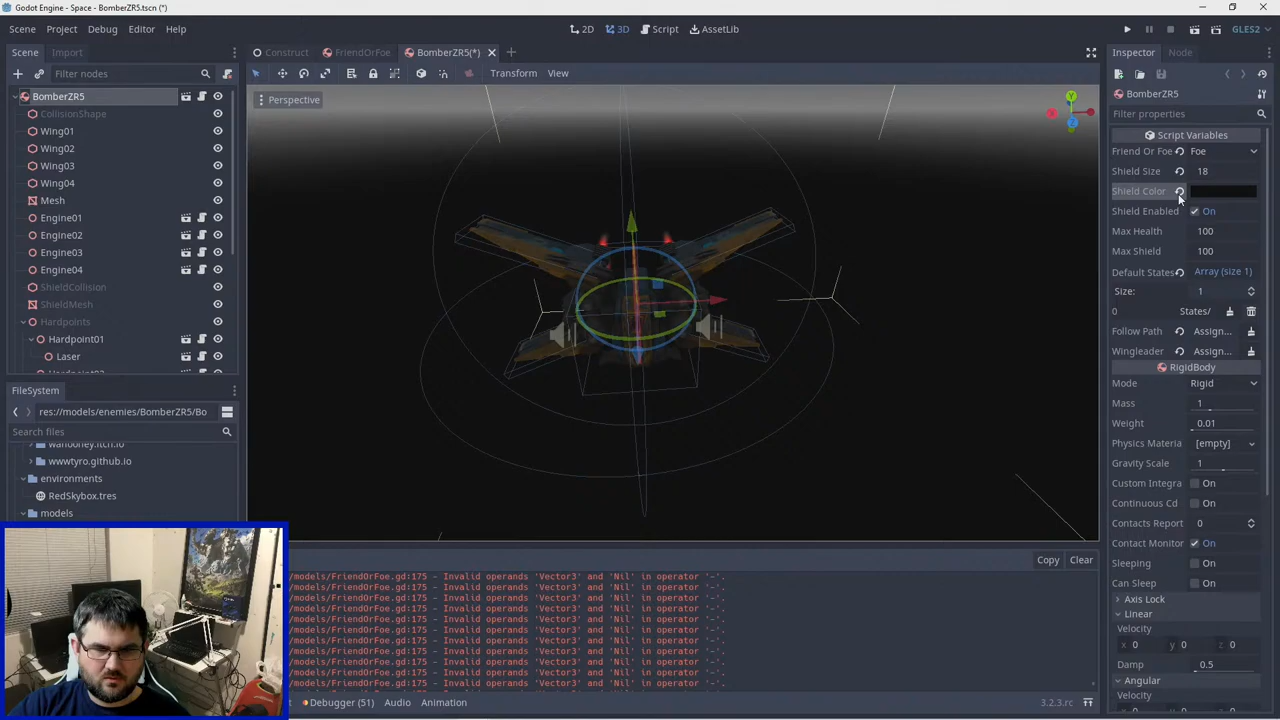 Godot Engine - Space - BomberZR5.tscn (*)
Scene Project Debug Editor Help
2D 3D Script AssetLib
GLES2
Scene Import
Construct FriendOrFoe BomberZR5(*)
Inspector Node
Filter nodes
Transform View
BomberZR5
Perspective
BomberZR5
CollisionShape
Wing01
Wing02
Wing03
Wing04
Mesh
Engine01
Engine02
Engine03
Engine04
ShieldCollision
ShieldMesh
Hardpoints
Hardpoint01
Laser
FileSystem
res://models/enemies/BomberZR5/Bo
Search files
wwwtyro.github.io
environments
RedSkybox.tres
models
Y
Z
Filter properties
Script Variables
Friend Or Foe Foe
Shield Size 18
Shield Color
Shield Enabled On
Max Health 100
Max Shield 100
Default States Array (size 1)
Size: 1
0 States/
Follow Path Assign...
Wingleader Assign...
RigidBody
Mode Rigid
Mass 1
Weight 0.01
Physics Materia [empty]
Gravity Scale 1
Custom Integra On
Continuous Cd On
Contacts Report 0
Contact Monitor On
Sleeping On
Can Sleep On
Axis Lock
Linear
Velocity
x 0 y 0 z 0
Damp 0.5
Angular
Velocity
Copy Clear
/models/FriendOrFoe.gd:175 - Invalid operands 'Vector3' and 'Nil' in operator '-'.
/models/FriendOrFoe.gd:175 - Invalid operands 'Vector3' and 'Nil' in operator '-'.
/models/FriendOrFoe.gd:175 - Invalid operands 'Vector3' and 'Nil' in operator '-'.
/models/FriendOrFoe.gd:175 - Invalid operands 'Vector3' and 'Nil' in operator '-'.
/models/FriendOrFoe.gd:175 - Invalid operands 'Vector3' and 'Nil' in operator '-'.
/models/FriendOrFoe.gd:175 - Invalid operands 'Vector3' and 'Nil' in operator '-'.
/models/FriendOrFoe.gd:175 - Invalid operands 'Vector3' and 'Nil' in operator '-'.
/models/FriendOrFoe.gd:175 - Invalid operands 'Vector3' and 'Nil' in operator '-'.
/models/FriendOrFoe.gd:175 - Invalid operands 'Vector3' and 'Nil' in operator '-'.
/models/FriendOrFoe.gd:175 - Invalid operands 'Vector3' and 'Nil' in operator '-'.
/models/FriendOrFoe.gd:175 - Invalid operands 'Vector3' and 'Nil' in operator '-'.
Debugger (51) Audio Animation
3.2.3.rc